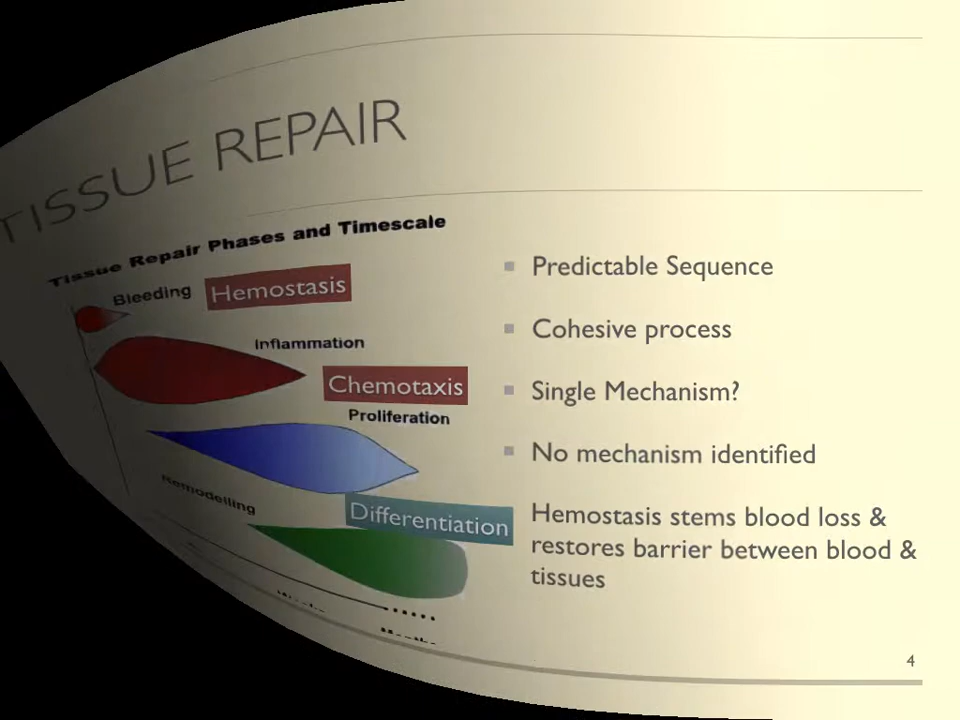 TISSUE REPAIR
Tissue Repair Phases and Timescale
Bleeding
Hemostasis
Inflammation
Chemotaxis
Proliferation
Remodelling
Differentiation
Predictable Sequence
Cohesive process
Single Mechanism?
No mechanism identified
Hemostasis stems blood loss &
restores barrier between blood &
tissues
4